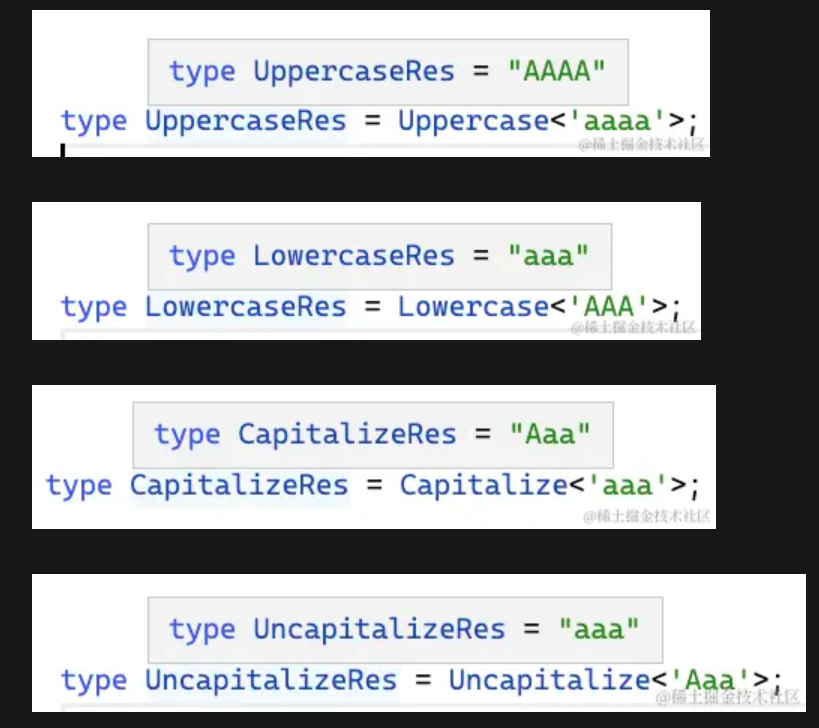 type UppercaseRes = "AAAA"
type UppercaseRes = Uppercase<'aaaa'>;
@稀土掘金技术社区
type LowercaseRes = "aaa"
type LowercaseRes = Lowercase<'AAA'>;
@稀土掘金技术社区
type CapitalizeRes = "Aaa"
type CapitalizeRes = Capitalize<'aaa'>;
@稀土掘金技术社区
type UncapitalizeRes = "aaa"
type UncapitalizeRes = Uncapitalize<'Aaa'>;
@稀土掘金技术社区